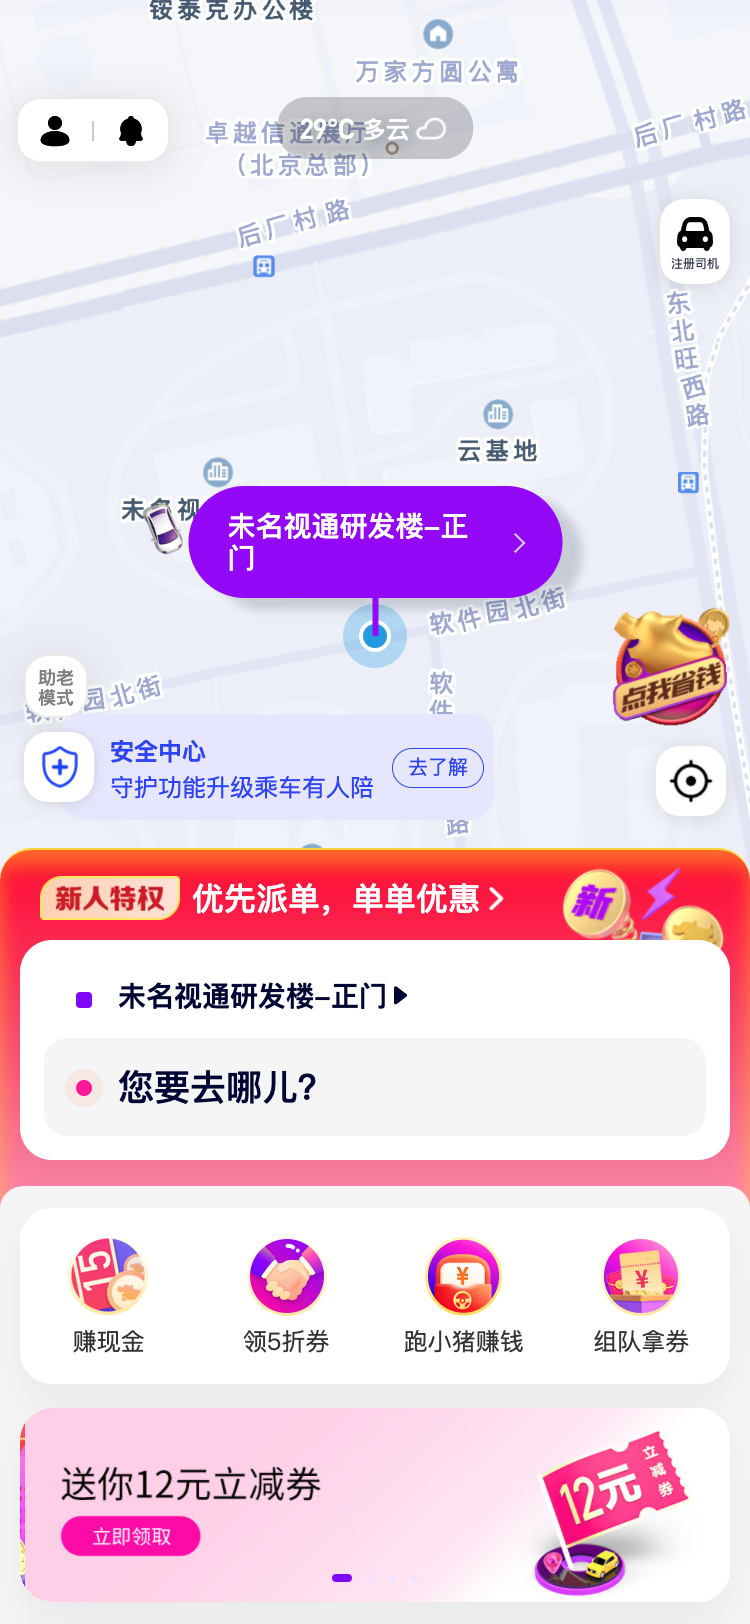 铵泰克办公楼
万家方圆公寓
后厂村路
卓越信通展厅
29°C 多云
（北京总部）
后厂村路
注册司机
东北旺西路
云基地
未名视
未名视通研发楼-正
门
软件园北街
点我省钱
助老
模式
园北街
软件
安全中心
守护功能升级乘车有人陪
去了解
路
新人特权
优先派单，单单优惠
新
未名视通研发楼-正门
您要去哪儿?
15
¥
¥
赚现金
领5折券
跑小猪赚钱
组队拿券
送你12元立减券
立即领取
12元
立减券